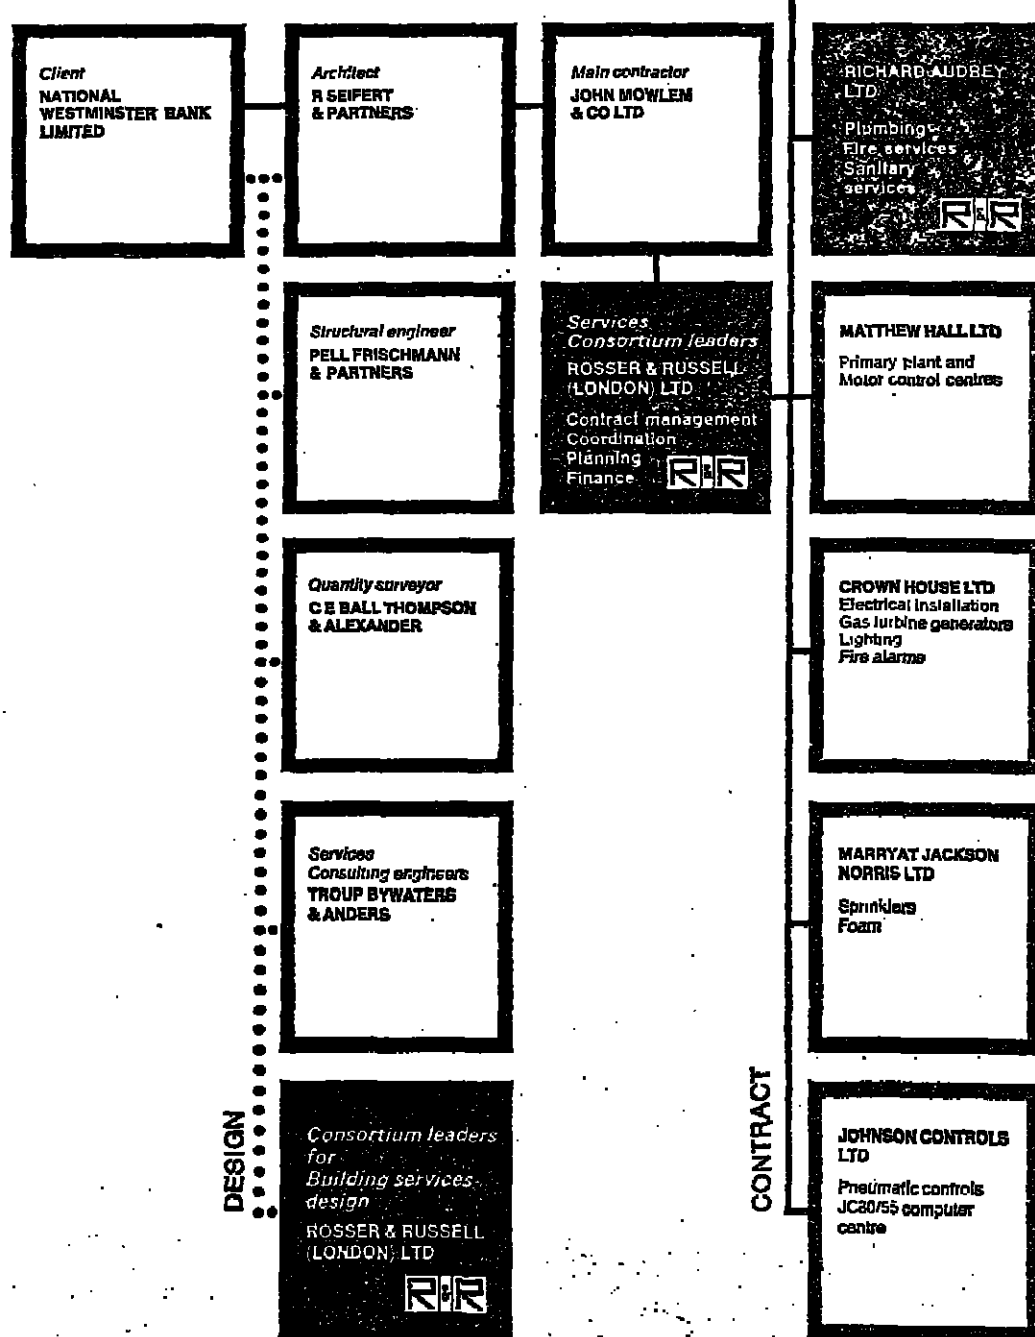 Client
NATIONAL
WESTMINSTER BANK
LIMITED
Architect
R SEIFERT
& PARTNERS
Main contractor
JOHN MOWLEM
& CO LTD
RICHARD AUDREY
LTD
Plumbing
Fire services
Sanitary
services
R & R
Structural engineer
PELL FRISCHMANN
& PARTNERS
Services
Consortium leaders
ROSSER & RUSSELL
(LONDON) LTD
Contract management
Coordination
Planning
Finance
R & R
MATTHEW HALL LTD
Primary plant and
Motor control centres
Quantity surveyor
C E BALL THOMPSON
& ALEXANDER
CROWN HOUSE LTD
Electrical installation
Gas turbine generators
Lighting
Fire alarms
Services
Consulting engineers
TROUP BYWATERS
& ANDERS
MARRYAT JACKSON
NORRIS LTD
Sprinklers
Foam
DESIGN
Consortium leaders
for
Building services
design
ROSSER & RUSSELL
(LONDON) LTD
R & R
CONTRACT
JOHNSON CONTROLS
LTD
Pneumatic controls
JC80/55 computer
centre